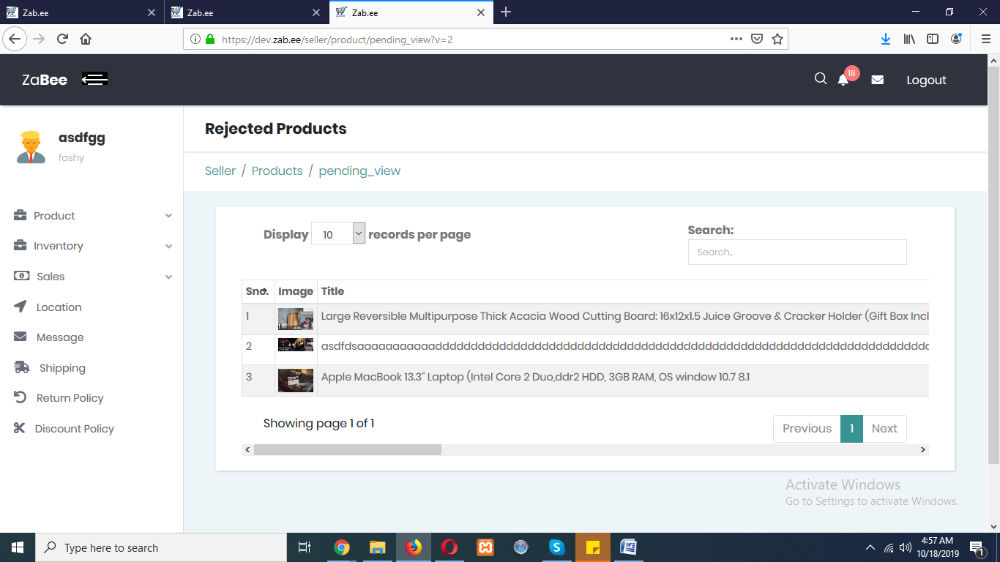 Zab.ee
Zab.ee
Zab.ee
https://dev.zab.ee/seller/product/pending_view?v=2
ZaBee
18
Logout
asdfgg
fashy
Rejected Products
Seller / Products / pending_view
Product
Inventory
Sales
Location
Message
Shipping
Return Policy
Discount Policy
Display 10 records per page
Search:
Search...
Sno. Image Title
1 Large Reversible Multipurpose Thick Acacia Wood Cutting Board: 16x12x1.5 Juice Groove & Cracker Holder (Gift Box Incl
2
3 Apple MacBook 13.3" Laptop (Intel Core 2 Duo,ddr2 HDD, 3GB RAM, OS window 10.7 8.1
Showing page 1 of 1
Previous 1 Next
Activate Windows
Go to Settings to activate Windows.
Type here to search
4:57 AM
10/18/2019
1